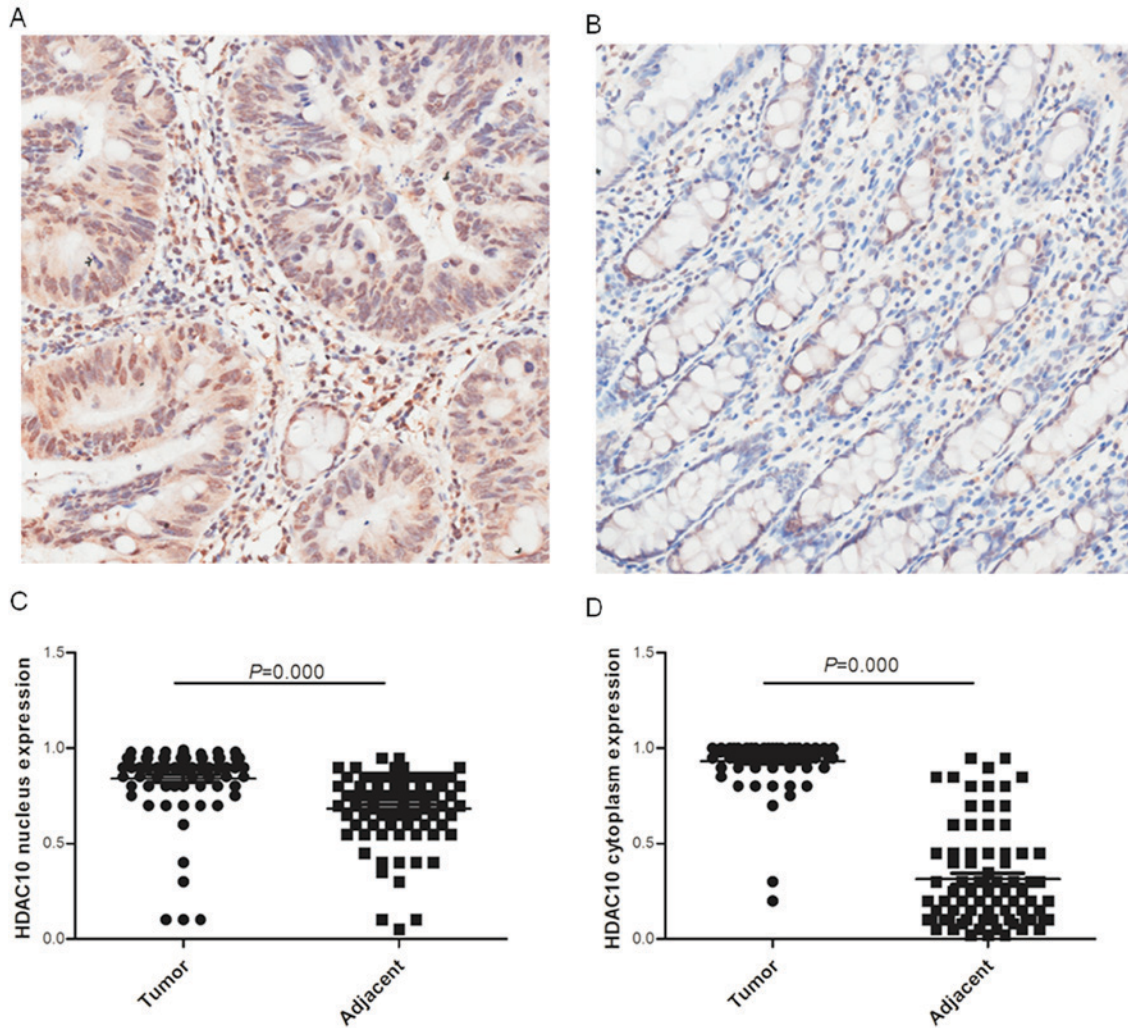 A
B
C
D
HDAC10 nucleus expression
1.5
1.0
0.5
0.0
P=0.000
Tumor
Adjacent
HDAC10 cytoplasm expression
1.5
1.0
0.5
0.0
P=0.000
Tumor
Adjacent